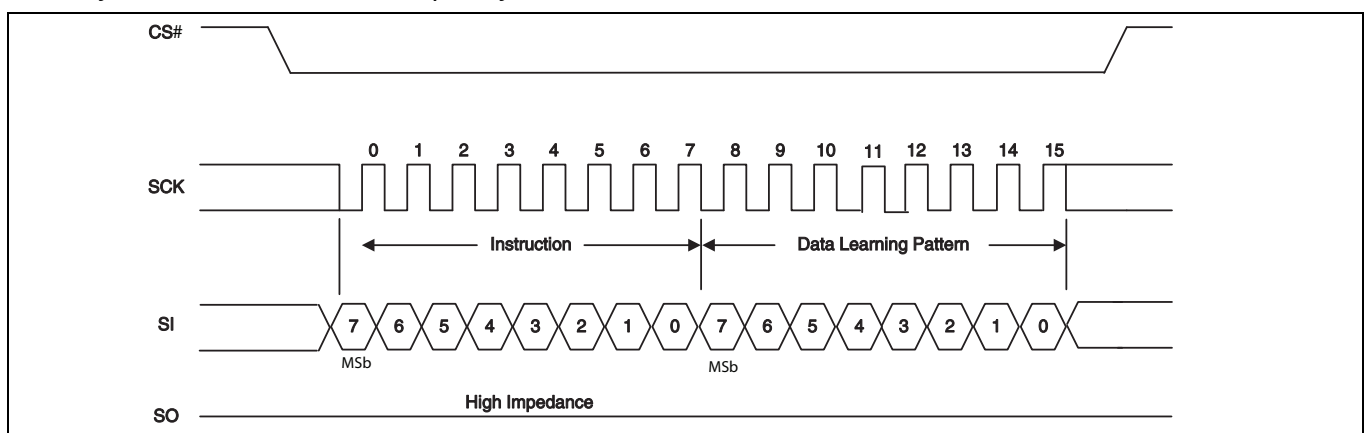 CS#
0 1 2 3 4 5 6 7 8 9 10 11 12 13 14 15
SCK
Instruction Data Learning Pattern
SI 7 6 5 4 3 2 1 0 7 6 5 4 3 2 1 0
MSb MSb
High Impedance
SO